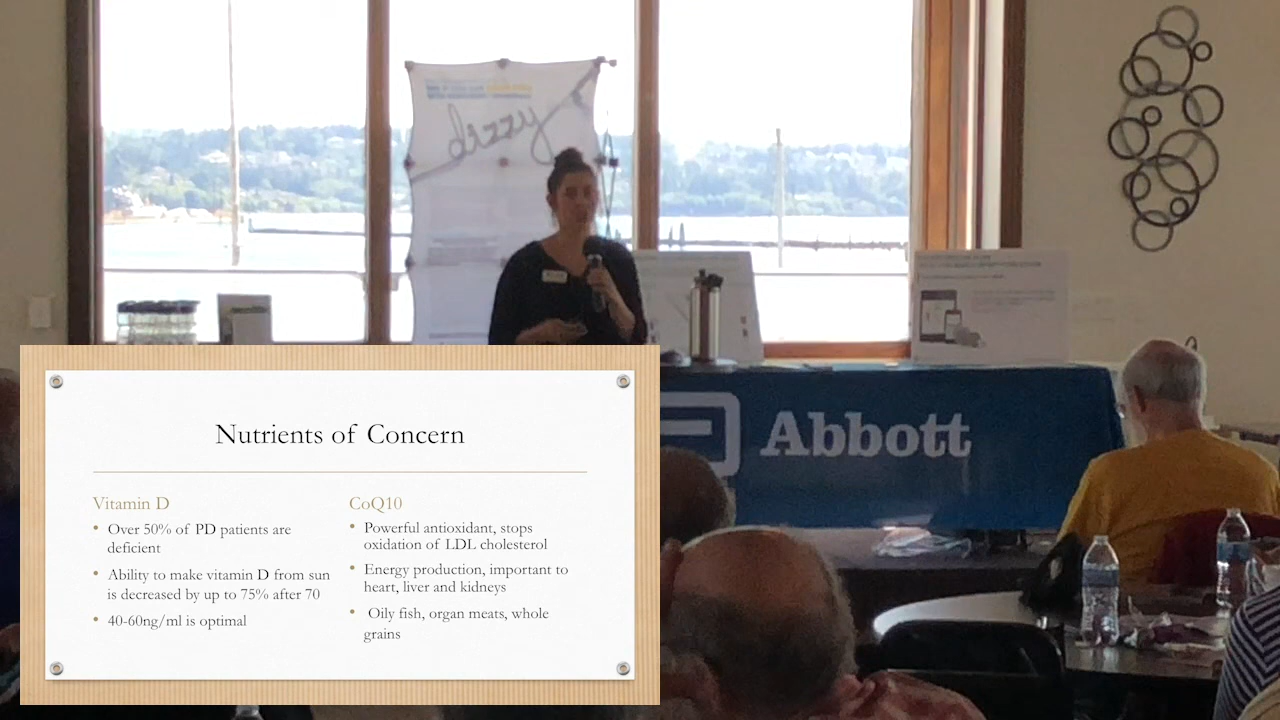 dizzy
Abbott
Nutrients of Concern
Vitamin D
• Over 50% of PD patients are
deficient
• Ability to make vitamin D from sun
is decreased by up to 75% after 70
• 40-60ng/ml is optimal
CoQ10
• Powerful antioxidant, stops
oxidation of LDL cholesterol
• Energy production, important to
heart, liver and kidneys
• Oily fish, organ meats, whole
grains